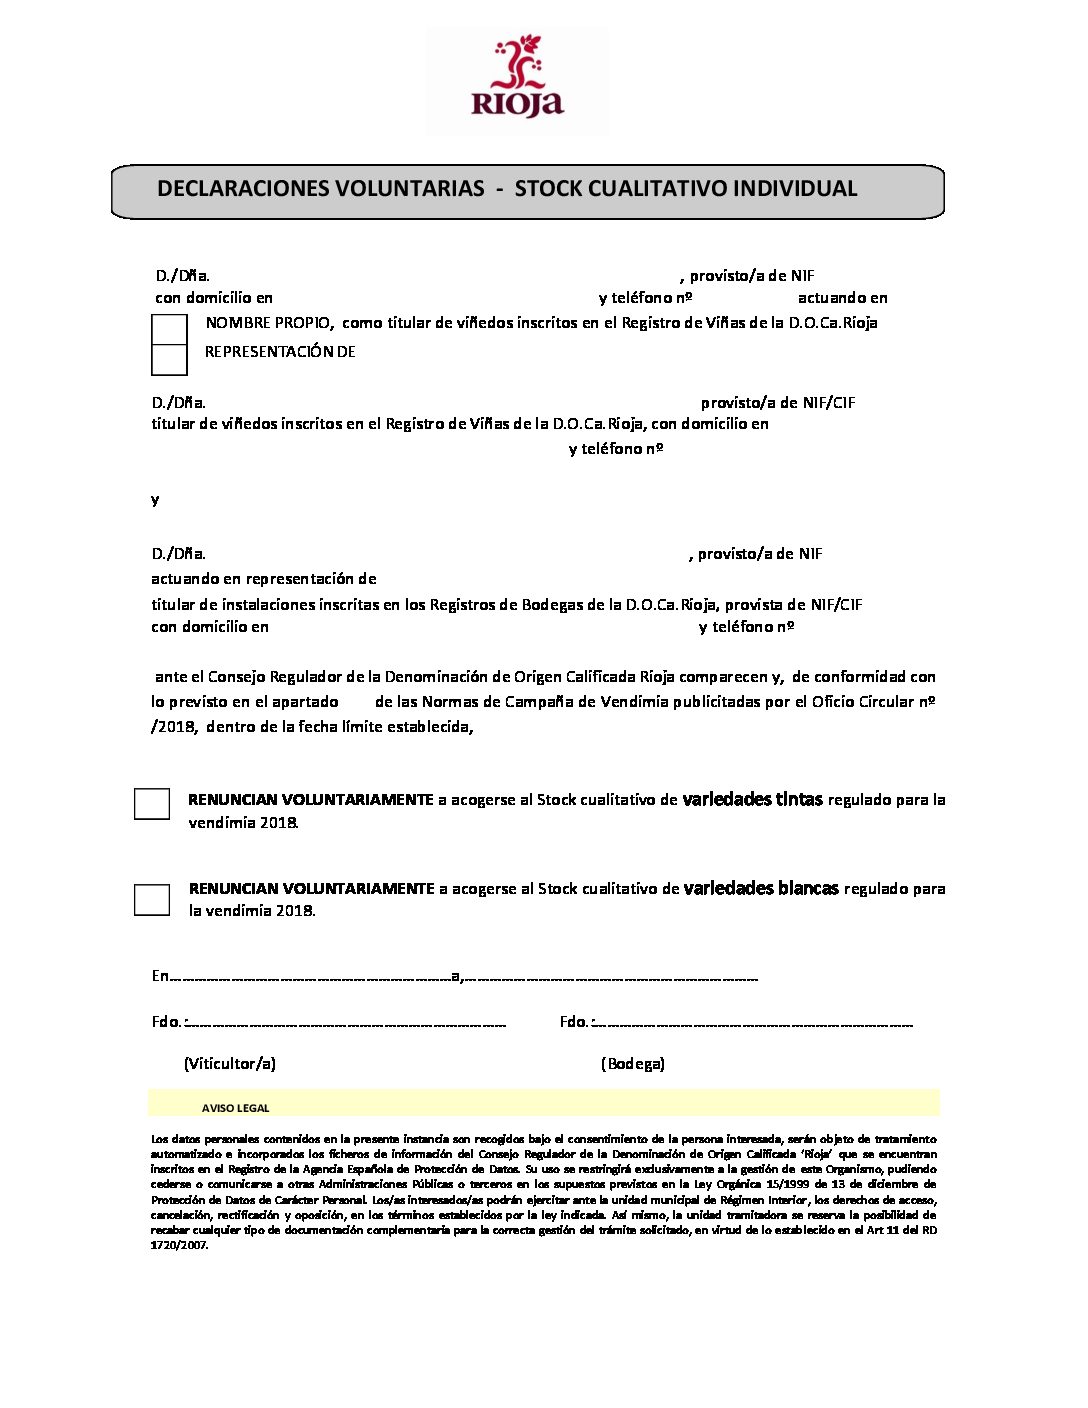 RIOJA
DECLARACIONES VOLUNTARIAS - STOCK CUALITATIVO INDIVIDUAL
D./Dña. , provisto/a de NIF
con domicilio en y teléfono nº actuando en
NOMBRE PROPIO, como titular de viñedos inscritos en el Registro de Viñas de la D.O.Ca.Rioja
REPRESENTACIÓN DE
D./Dña. provisto/a de NIF/CIF
titular de viñedos inscritos en el Registro de Viñas de la D.O.Ca.Rioja, con domicilio en
y teléfono nº
y
D./Dña. , provisto/a de NIF
actuando en representación de
titular de instalaciones inscritas en los Registros de Bodegas de la D.O.Ca.Rioja, provista de NIF/CIF
con domicilio en y teléfono nº
ante el Consejo Regulador de la Denominación de Origen Calificada Rioja comparecen y, de conformidad con
lo previsto en el apartado de las Normas de Campaña de Vendimia publicitadas por el Oficio Circular nº
/2018, dentro de la fecha límite establecida,
RENUNCIAN VOLUNTARIAMENTE a acogerse al Stock cualitativo de variedades tintas regulado para la
vendimia 2018.
RENUNCIAN VOLUNTARIAMENTE a acogerse al Stock cualitativo de variedades blancas regulado para
la vendimia 2018.
En..............................................................a,................................................................
Fdo.:...................................................................... Fdo.:......................................................................
(Viticultor/a) (Bodega)
AVISO LEGAL
Los datos personales contenidos en la presente instancia son recogidos bajo el consentimiento de la persona interesada, serán objeto de tratamiento
automatizado e incorporados los ficheros de información del Consejo Regulador de la Denominación de Origen Calificada ‘Rioja’ que se encuentran
inscritos en el Registro de la Agencia Española de Protección de Datos. Su uso se restringirá exclusivamente a la gestión de este Organismo, pudiendo
cederse o comunicarse a otras Administraciones Públicas o terceros en los supuestos previstos en la Ley Orgánica 15/1999 de 13 de diciembre de
Protección de Datos de Carácter Personal. Los/as interesados/as podrán ejercitar ante la unidad municipal de Régimen Interior, los derechos de acceso,
cancelación, rectificación y oposición, en los términos establecidos por la ley indicada. Así mismo, la unidad tramitadora se reserva la posibilidad de
recabar cualquier tipo de documentación complementaria para la correcta gestión del trámite solicitado, en virtud de lo establecido en el Art 11 del RD
1720/2007.